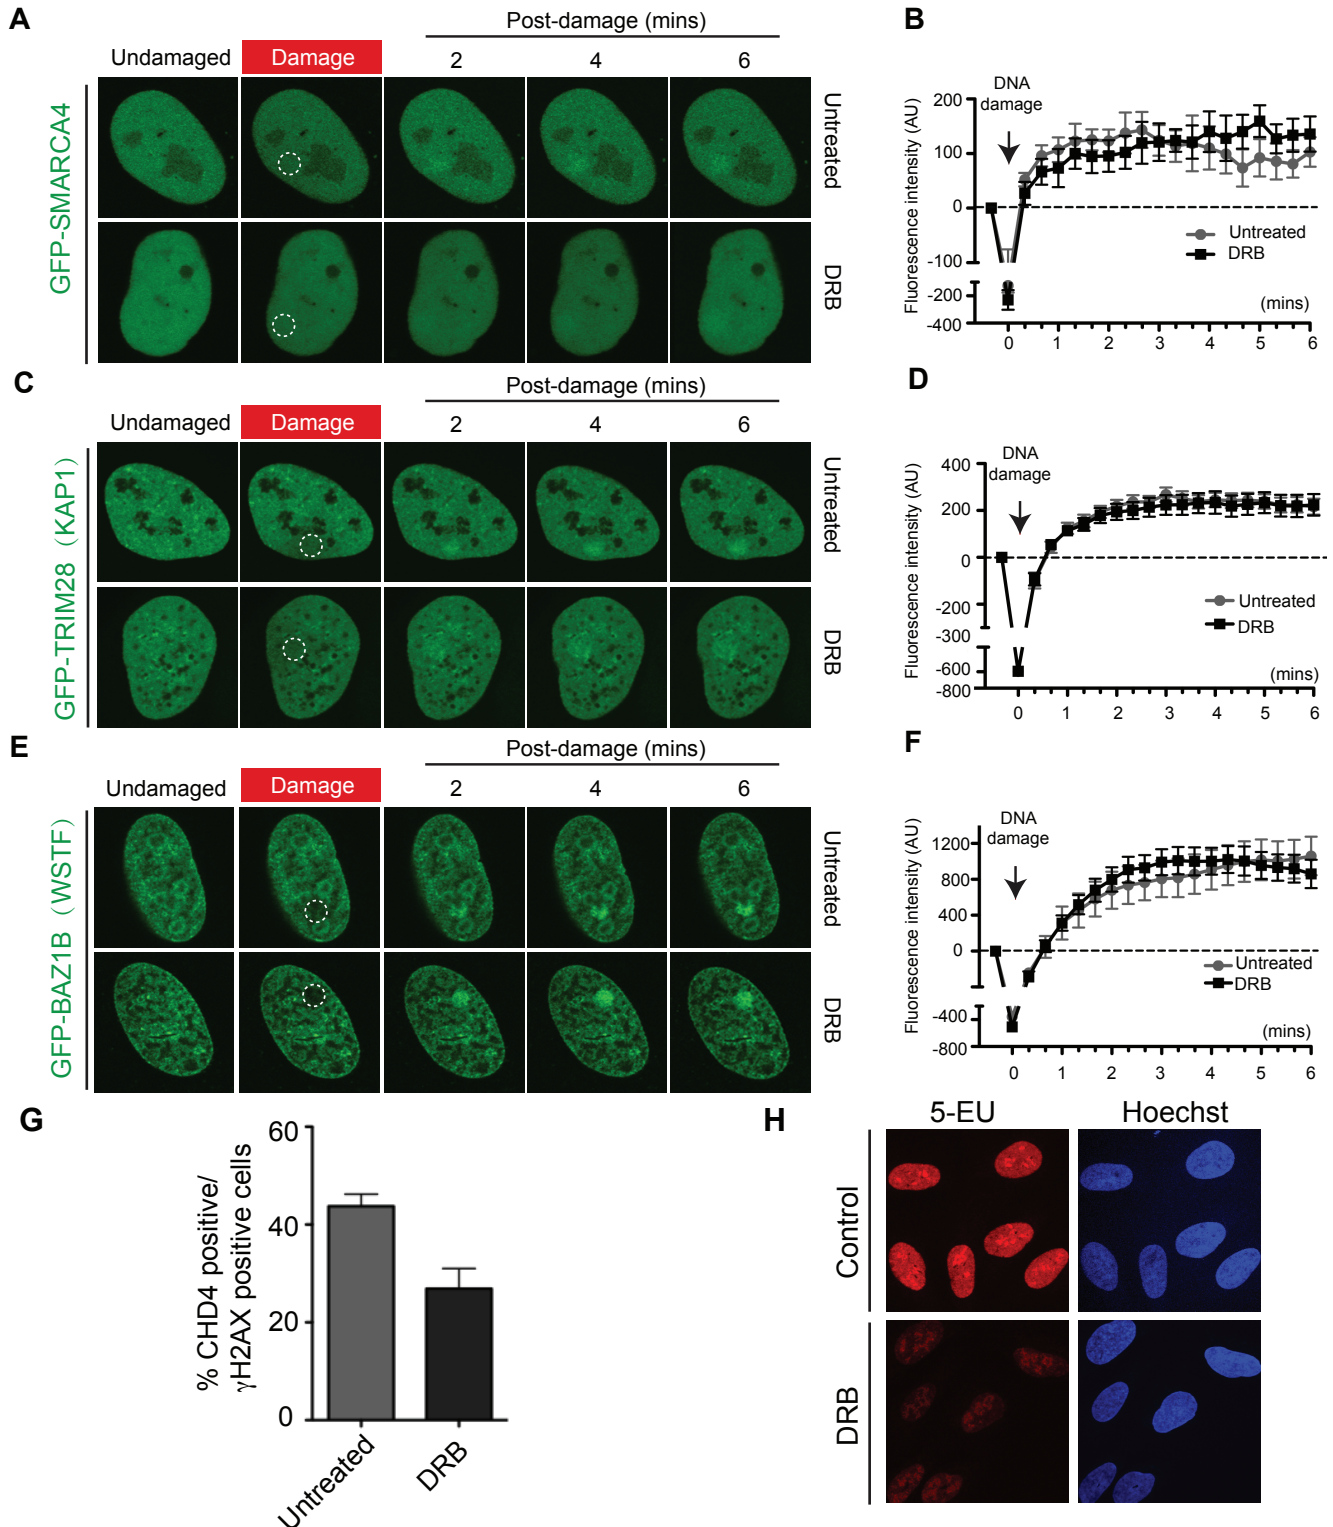 A
Post-damage (mins)
Undamaged
Damage
2
4
6
GFP-SMARCA4
Untreated
DRB
B
DNA
damage
Fluorescence intensity (AU)
200
100
0
-100
-200
-400
Untreated
DRB
(mins)
0 1 2 3 4 5 6
C
Post-damage (mins)
Undamaged
Damage
2
4
6
GFP-TRIM28 (KAP1)
Untreated
DRB
D
DNA
damage
Fluorescence intensity (AU)
400
200
0
-200
-300
-600
-800
Untreated
DRB
(mins)
0 1 2 3 4 5 6
E
Post-damage (mins)
Undamaged
Damage
2
4
6
GFP-BAZ1B (WSTF)
Untreated
DRB
F
DNA
damage
Fluorescence intensity (AU)
1200
800
400
0
-400
-800
Untreated
DRB
(mins)
0 1 2 3 4 5 6
G
% CHD4 positive/
γH2AX positive cells
60
40
20
0
Untreated
DRB
H
5-EU
Hoechst
Control
DRB